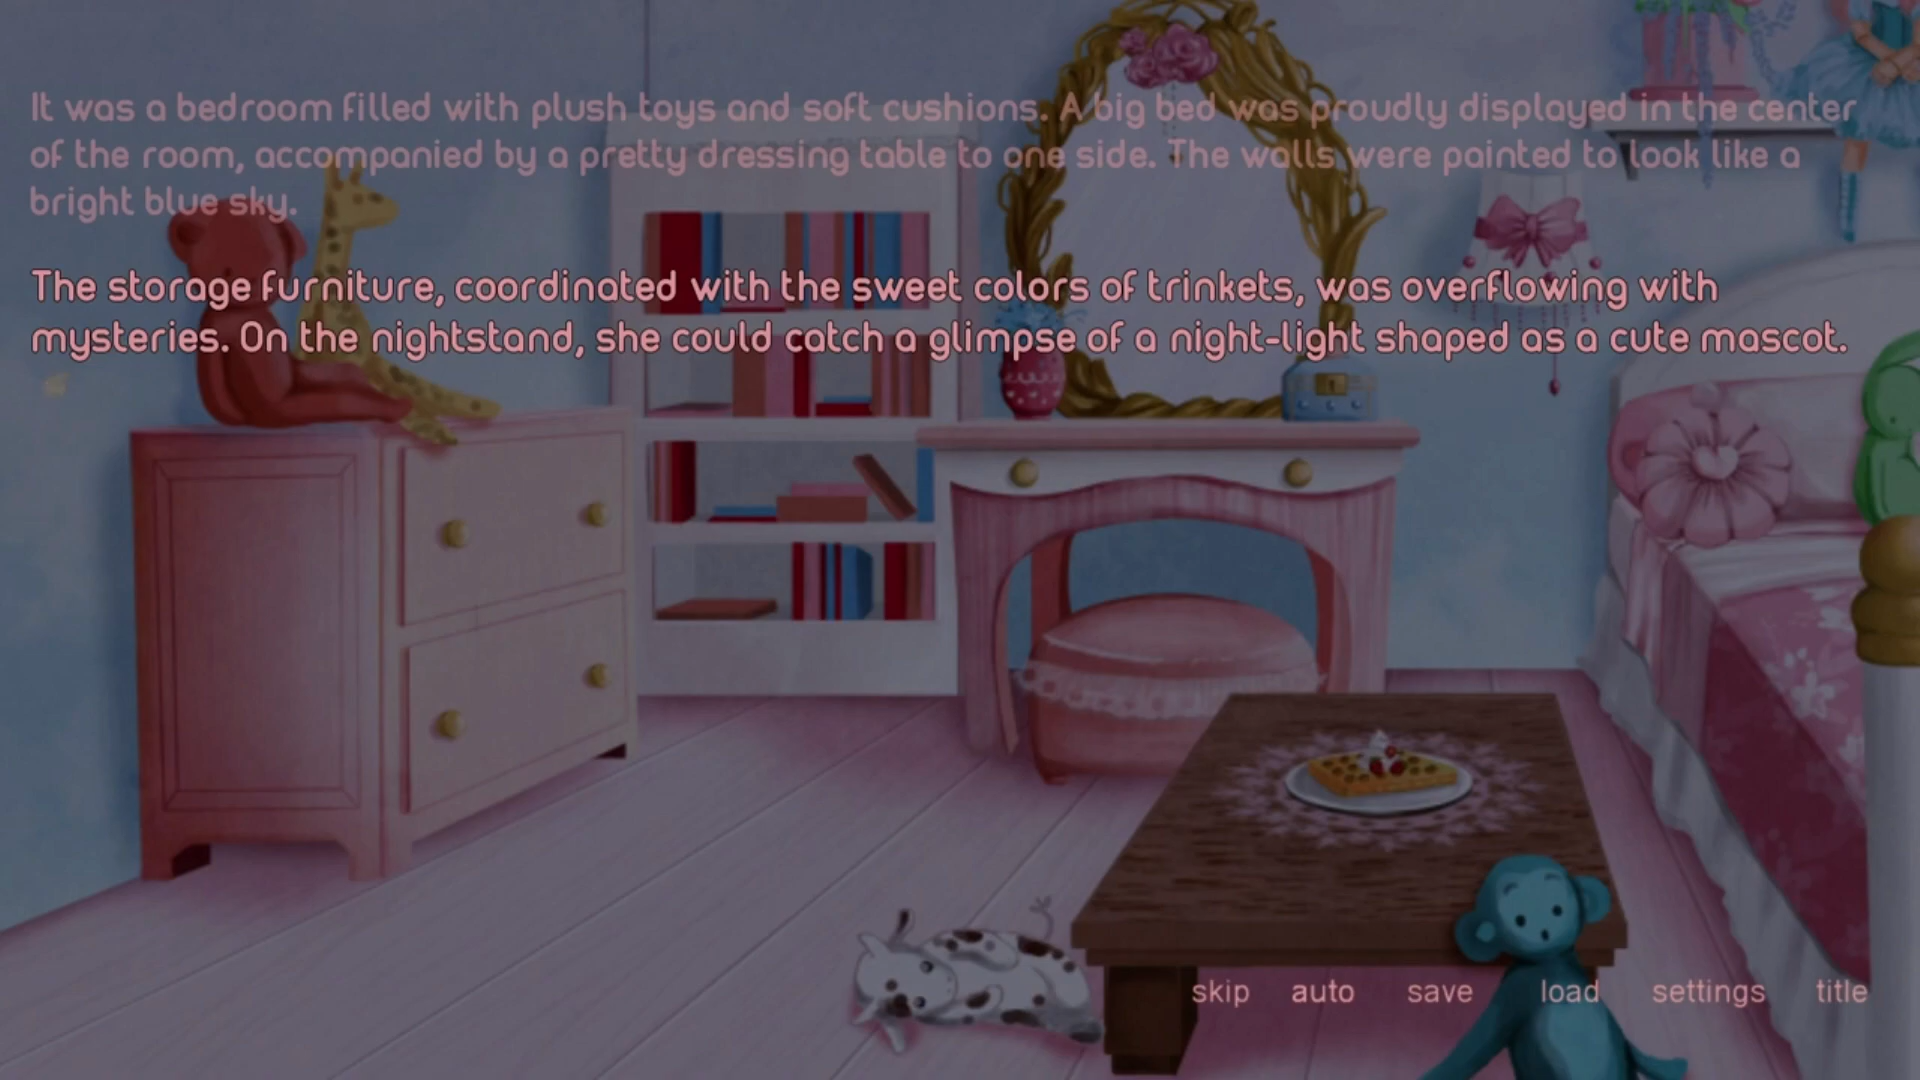 It was a bedroom filled with plush toys and soft cushions. A big bed was proudly displayed in the center
of the room, accompanied by a pretty dressing table to one side. The walls were painted to look like a
bright blue sky.
The storage furniture, coordinated with the sweet colors of trinkets, was overflowing with
mysteries. On the nightstand, she could catch a glimpse of a night-light shaped as a cute mascot.
skip auto save load settings title